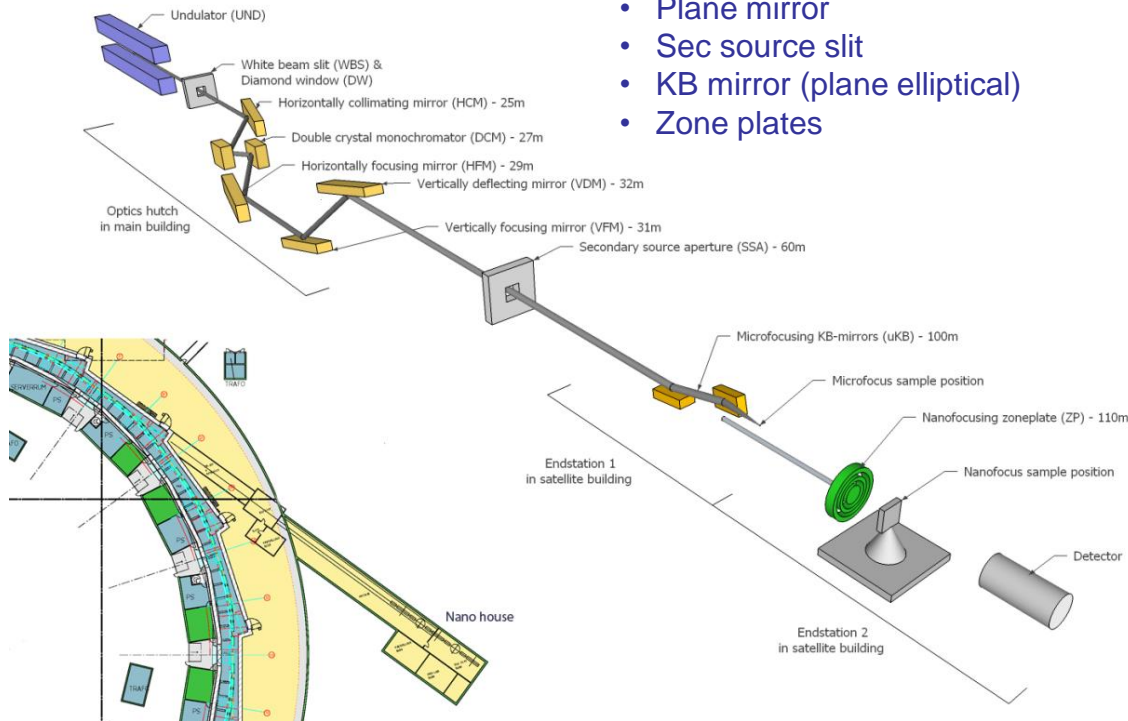 • Plane mirror
• Sec source slit
• KB mirror (plane elliptical)
• Zone plates
Undulator (UND)
White beam slit (WBS) &
Diamond window (DW)
Horizontally collimating mirror (HCM) - 25m
Double crystal monochromator (DCM) - 27m
Horizontally focusing mirror (HFM) - 29m
Vertically deflecting mirror (VDM) - 32m
Optics hutch
in main building
Vertically focusing mirror (VFM) - 31m
Secondary source aperture (SSA) - 60m
Microfocusing KB-mirrors (uKB) - 100m
Microfocus sample position
Nanofocusing zoneplate (ZP) - 110m
Endstation 1
in satellite building
Nanofocus sample position
Detector
Endstation 2
in satellite building
TRAFO
PS
PS
PS
Nano house
TRAFO